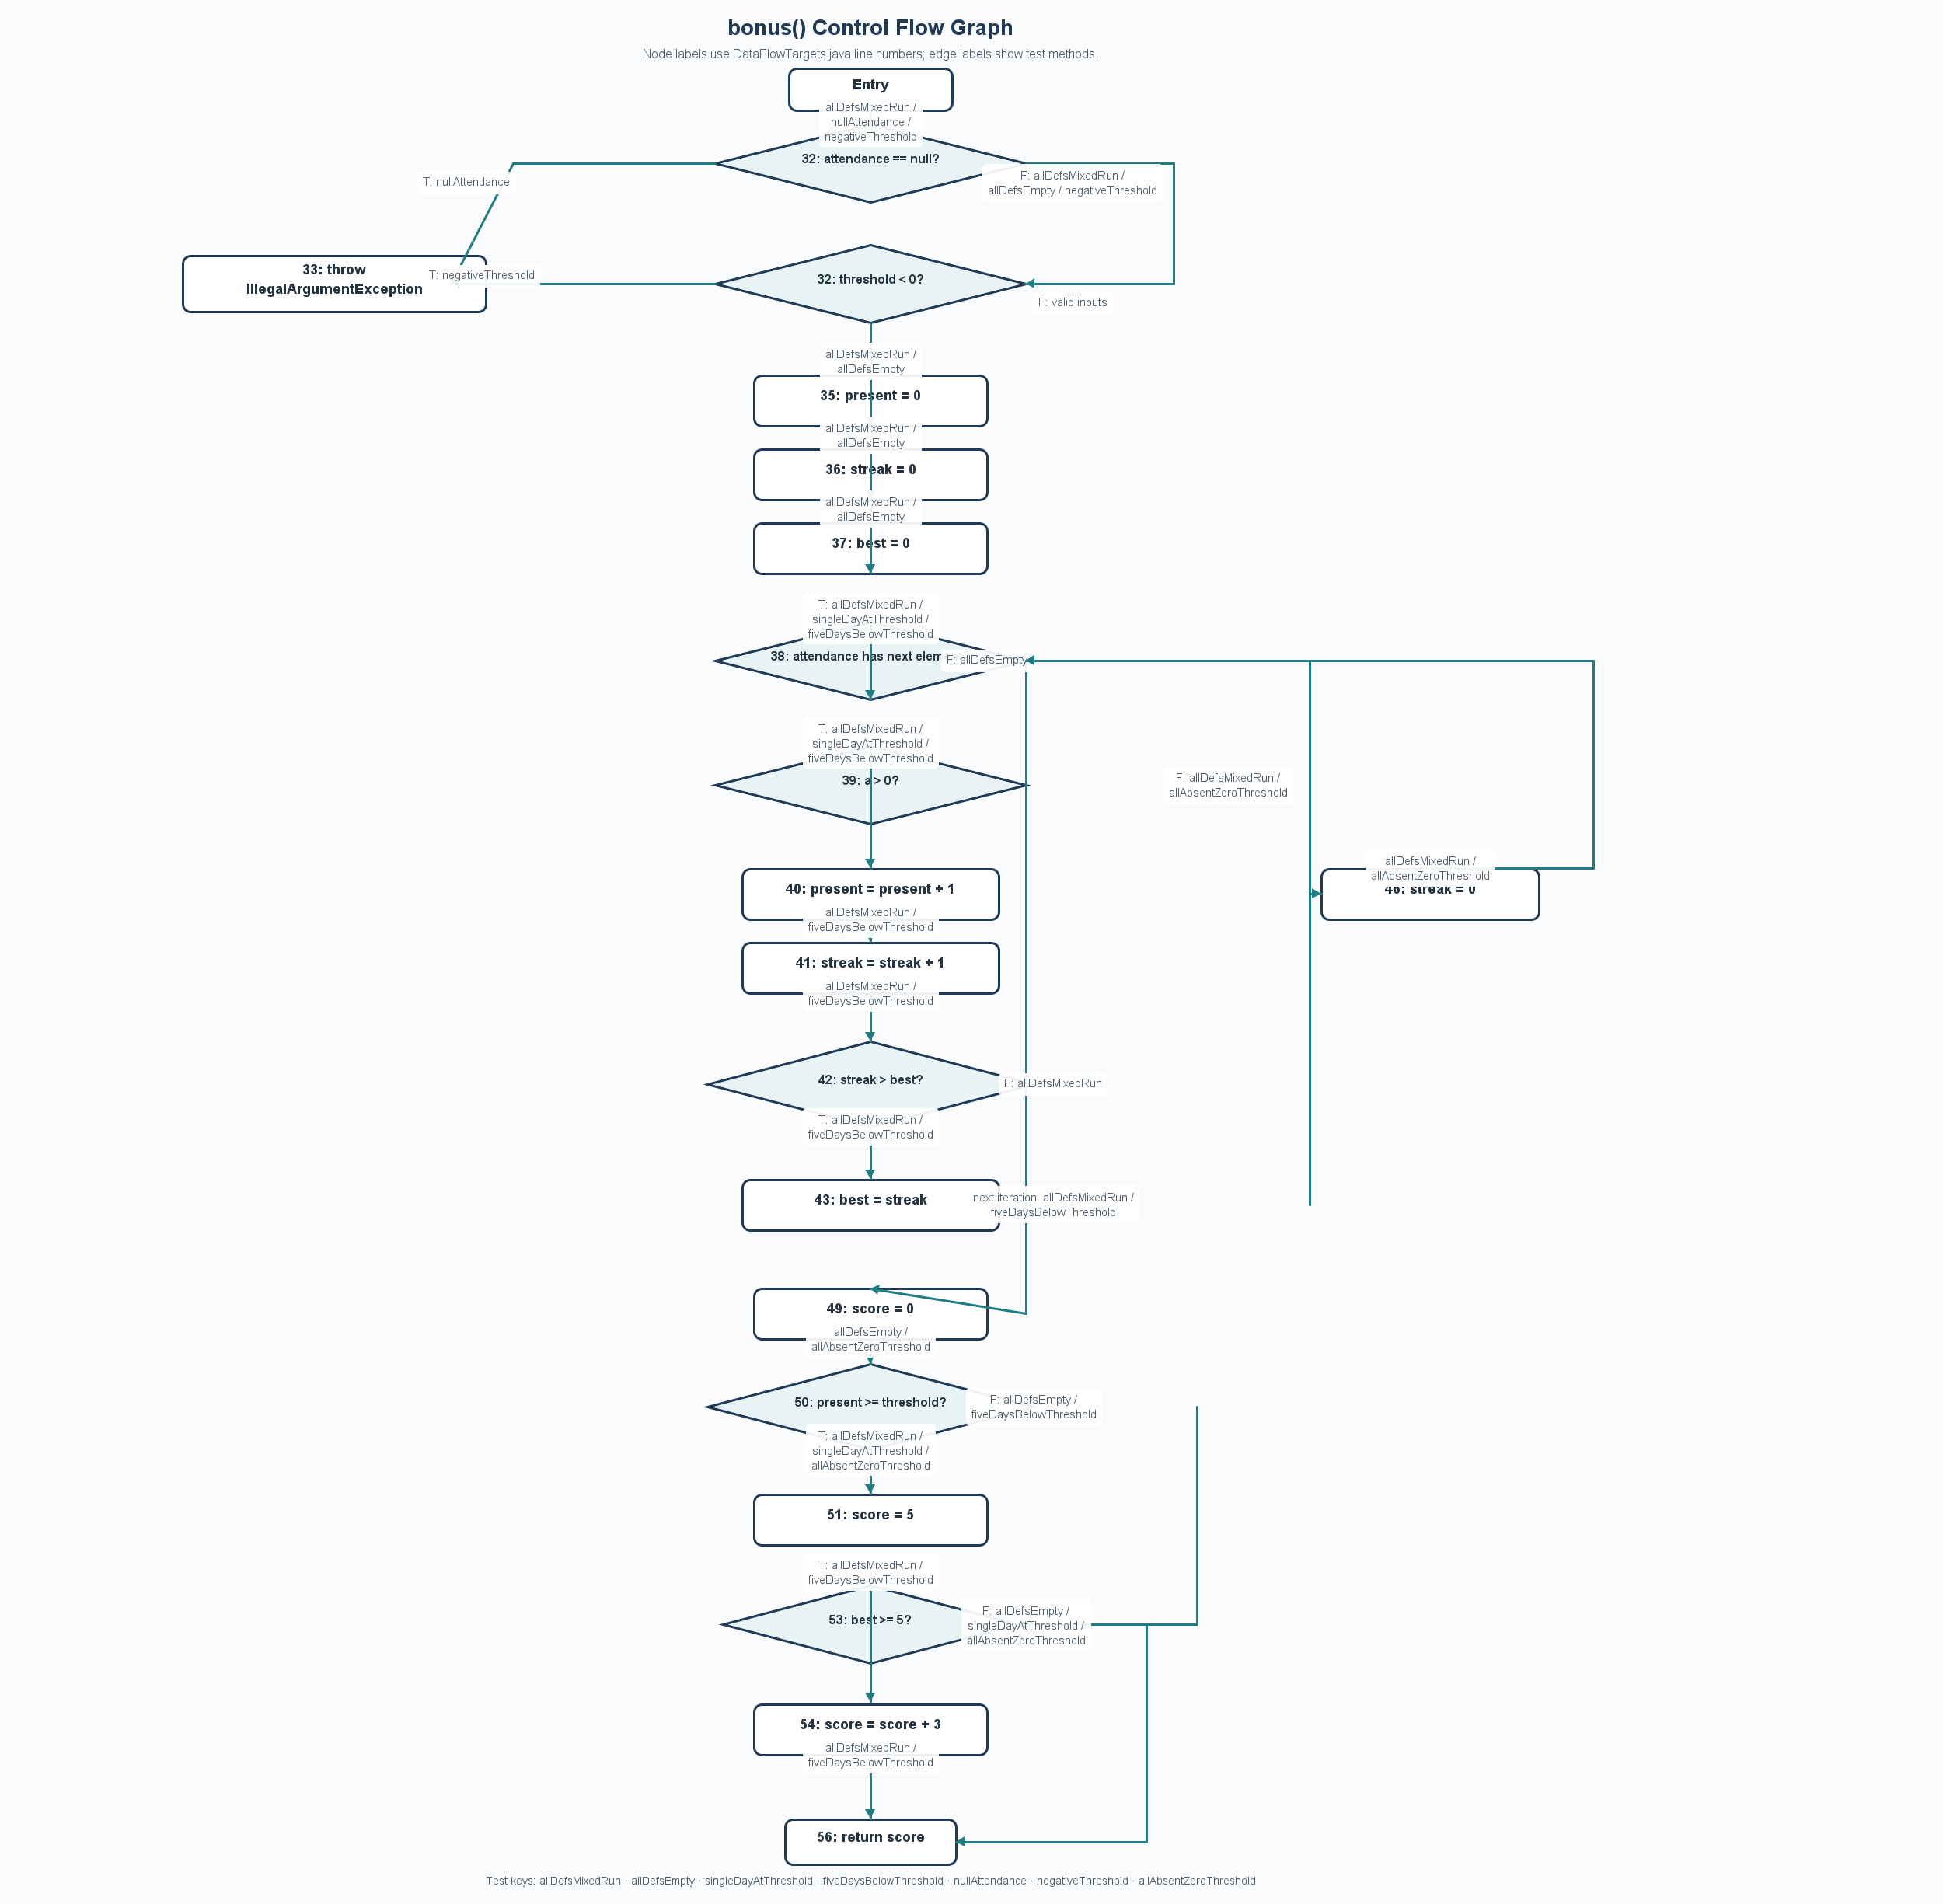 bonus() Control Flow Graph
Node labels use DataFlowTargets.java line numbers; edge labels show test methods.
Entry
allDefsMixedRun /
nullAttendance /
negativeThreshold
32: attendance == null?
T: nullAttendance
F: allDefsMixedRun /
allDefsEmpty / negativeThreshold
33: throw
IllegalArgumentException
T: negativeThreshold
32: threshold < 0?
F: valid inputs
allDefsMixedRun /
allDefsEmpty
35: present = 0
allDefsMixedRun /
allDefsEmpty
36: streak = 0
allDefsMixedRun /
allDefsEmpty
37: best = 0
T: allDefsMixedRun /
singleDayAtThreshold /
fiveDaysBelowThreshold
38: attendance has next elem
F: allDefsEmpty
T: allDefsMixedRun /
singleDayAtThreshold /
fiveDaysBelowThreshold
39: a > 0?
F: allDefsMixedRun /
allAbsentZeroThreshold
40: present = present + 1
allDefsMixedRun /
allAbsentZeroThreshold
46: streak = 0
allDefsMixedRun /
fiveDaysBelowThreshold
41: streak = streak + 1
allDefsMixedRun /
fiveDaysBelowThreshold
42: streak > best?
F: allDefsMixedRun
T: allDefsMixedRun /
fiveDaysBelowThreshold
43: best = streak
next iteration: allDefsMixedRun /
fiveDaysBelowThreshold
49: score = 0
allDefsEmpty /
allAbsentZeroThreshold
50: present >= threshold?
F: allDefsEmpty /
fiveDaysBelowThreshold
T: allDefsMixedRun /
singleDayAtThreshold /
allAbsentZeroThreshold
51: score = 5
T: allDefsMixedRun /
fiveDaysBelowThreshold
53: best >= 5?
F: allDefsEmpty /
singleDayAtThreshold /
allAbsentZeroThreshold
54: score = score + 3
allDefsMixedRun /
fiveDaysBelowThreshold
56: return score
Test keys: allDefsMixedRun · allDefsEmpty · singleDayAtThreshold · fiveDaysBelowThreshold · nullAttendance · negativeThreshold · allAbsentZeroThreshold